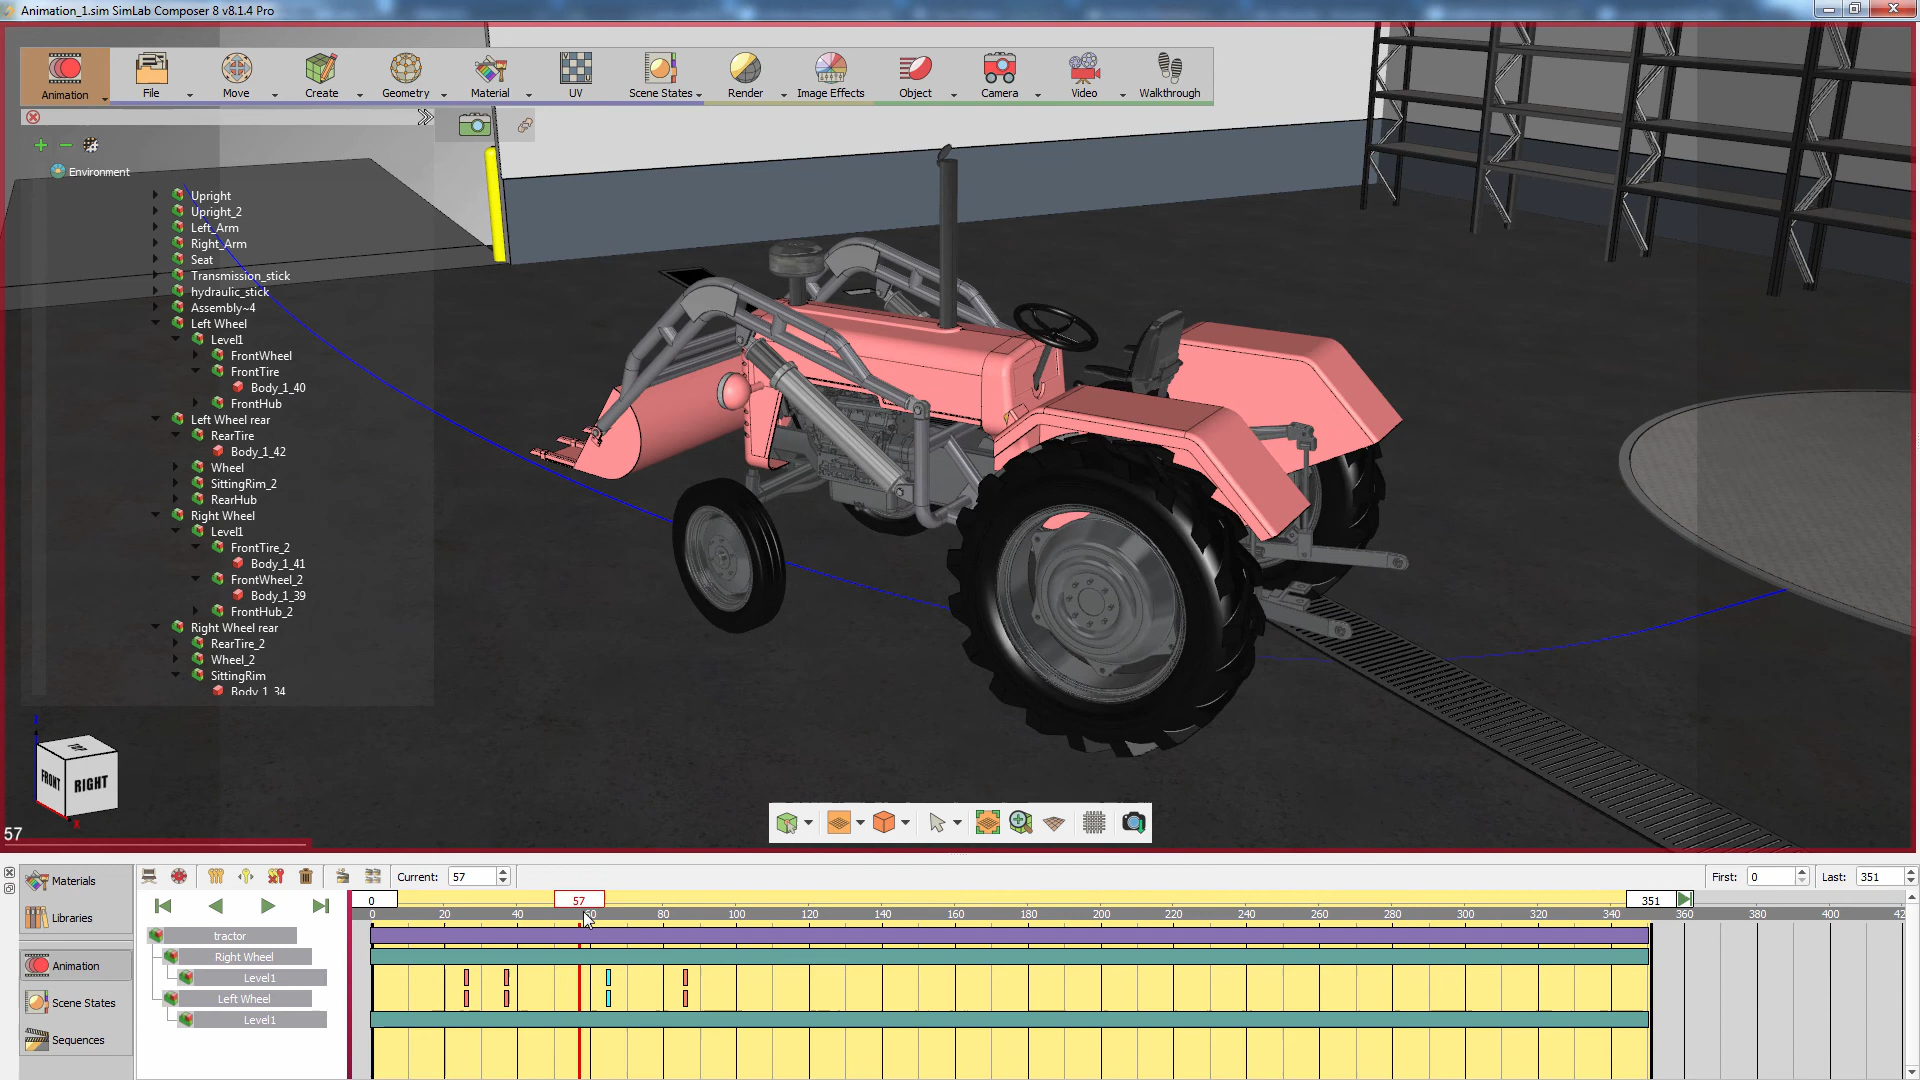 Animation_1.sim SimLab Composer 8 v8.1.4 Pro
Animation File Move Create Geometry Material UV Scene States Render Image Effects Object Camera Video Walkthrough
Environment
Upright
Upright_2
Left_Arm
Right_Arm
Seat
Transmission_stick
hydraulic_stick
Assembly~4
Left Wheel
Level1
FrontWheel
FrontTire
Body_1_40
FrontHub
Left Wheel rear
RearTire
Body_1_42
Wheel
SittingRim_2
RearHub
Right Wheel
Level1
FrontTire_2
Body_1_41
FrontWheel_2
Body_1_39
FrontHub_2
Right Wheel rear
RearTire_2
Wheel_2
SittingRim
Body_1_34
TOP
FRONT RIGHT
X
57
Materials
Libraries
Animation
Scene States
Sequences
Current: 57 First: 0 Last: 351
0 57 351
0 20 40 60 80 100 120 140 160 180 200 220 240 260 280 300 320 340 360 380 400 42
tractor
Right Wheel
Level1
Left Wheel
Level1